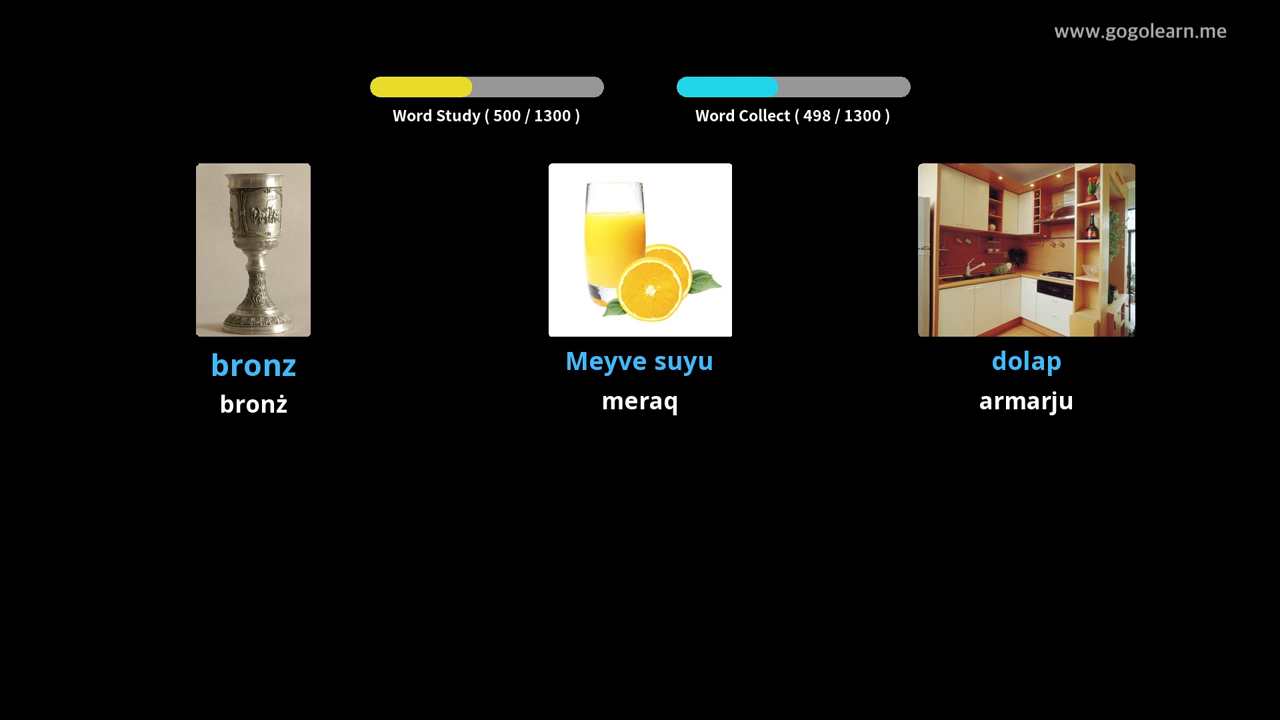 www.gogolearn.me
Word Study ( 500 / 1300 )
Word Collect ( 498 / 1300 )
bronz
bronż
Meyve suyu
meraq
dolap
armarju